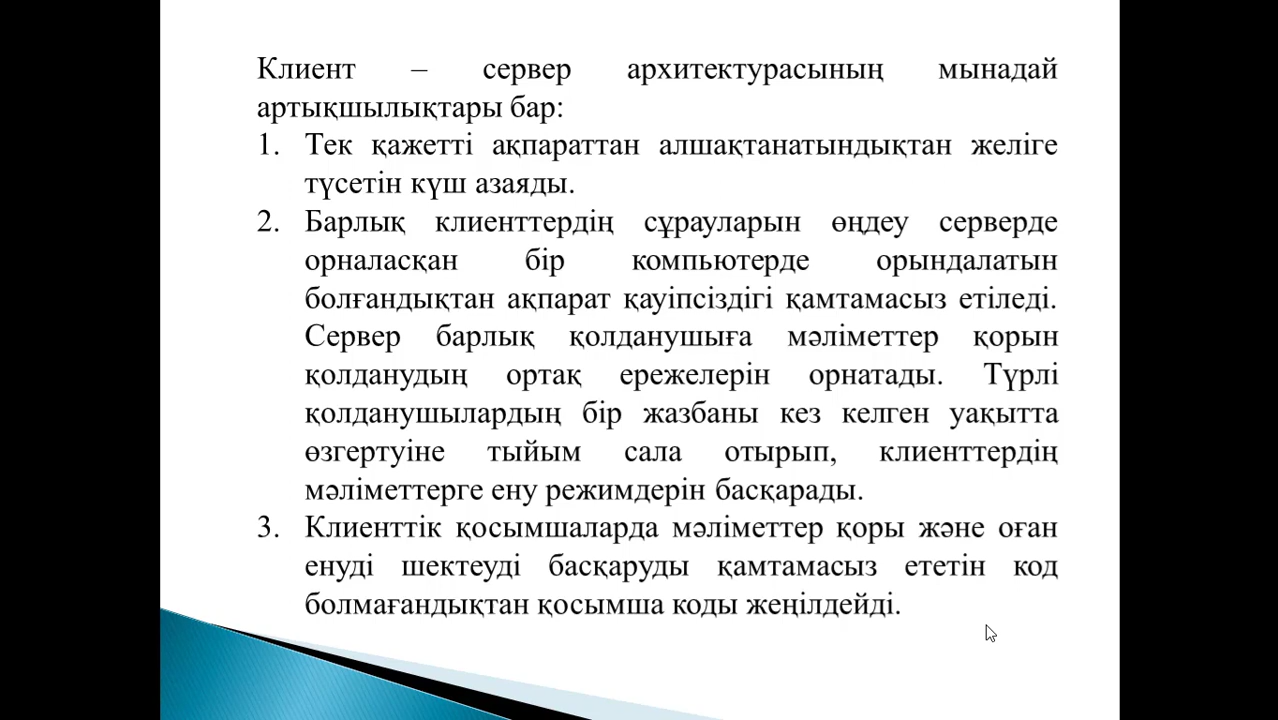 Клиент – сервер архитектурасының мынадай
артықшылықтары бар:
1. Тек қажетті ақпараттан алшақтанатындықтан желіге
түсетін күш азаяды.
2. Барлық клиенттердің сұрауларын өңдеу серверде
орналасқан бір компьютерде орындалатын
болғандықтан ақпарат қауіпсіздігі қамтамасыз етіледі.
Сервер барлық қолданушыға мәліметтер қорын
қолданудың ортақ ережелерін орнатады. Түрлі
қолданушылардың бір жазбаны кез келген уақытта
өзгертуіне тыйым сала отырып, клиенттердің
мәліметтерге ену режимдерін басқарады.
3. Клиенттік қосымшаларда мәліметтер қоры және оған
енуді шектеуді басқаруды қамтамасыз ететін код
болмағандықтан қосымша коды жеңілдейді.